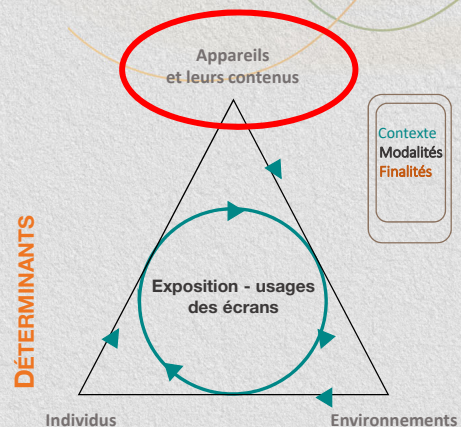 Appareils
et leurs contenus
Contexte
Modalités
Finalités
DÉTERMINANTS
Exposition - usages
des écrans
Individus
Environnements